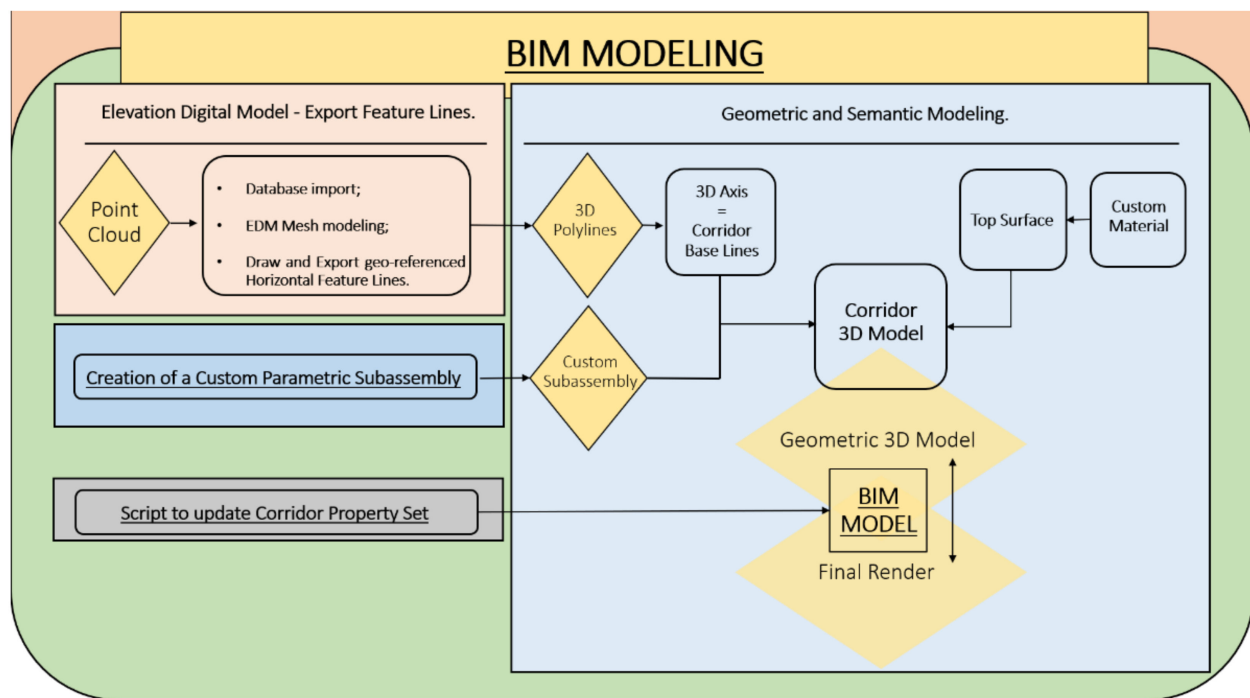 BIM MODELING
Elevation Digital Model - Export Feature Lines.
Point
Cloud
• Database import;
• EDM Mesh modeling;
• Draw and Export geo-referenced
Horizontal Feature Lines.
Creation of a Custom Parametric Subassembly
Script to update Corridor Property Set
Geometric and Semantic Modeling.
3D
Polylines
3D Axis
=
Corridor
Base Lines
Top Surface
Custom
Material
Custom
Subassembly
Corridor
3D Model
Geometric 3D Model
BIM
MODEL
Final Render